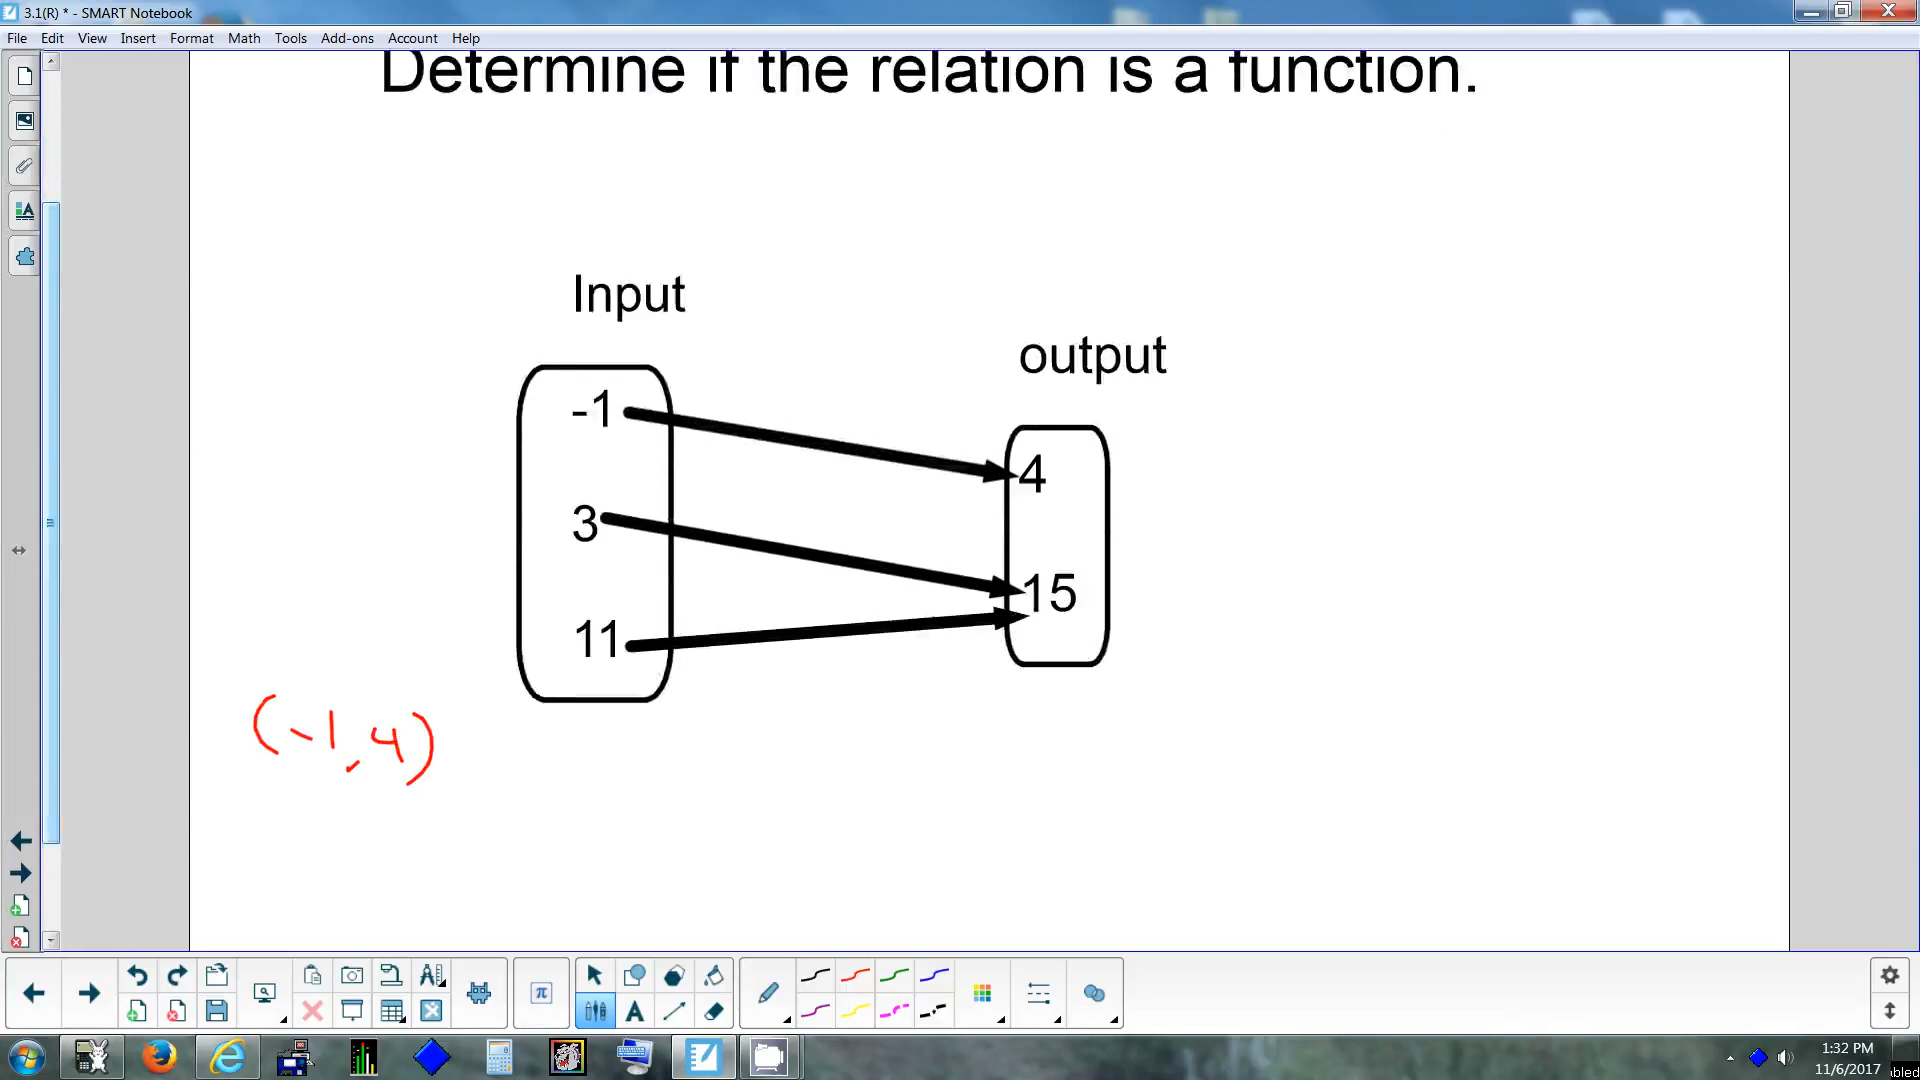 3.1(R) * - SMART Notebook
File Edit View Insert Format Math Tools Add-ons Account Help
Determine if the relation is a function.
Input
output
-1
4
3
15
11
(-1, 4)
π
A
1:32 PM
11/6/2017
bled